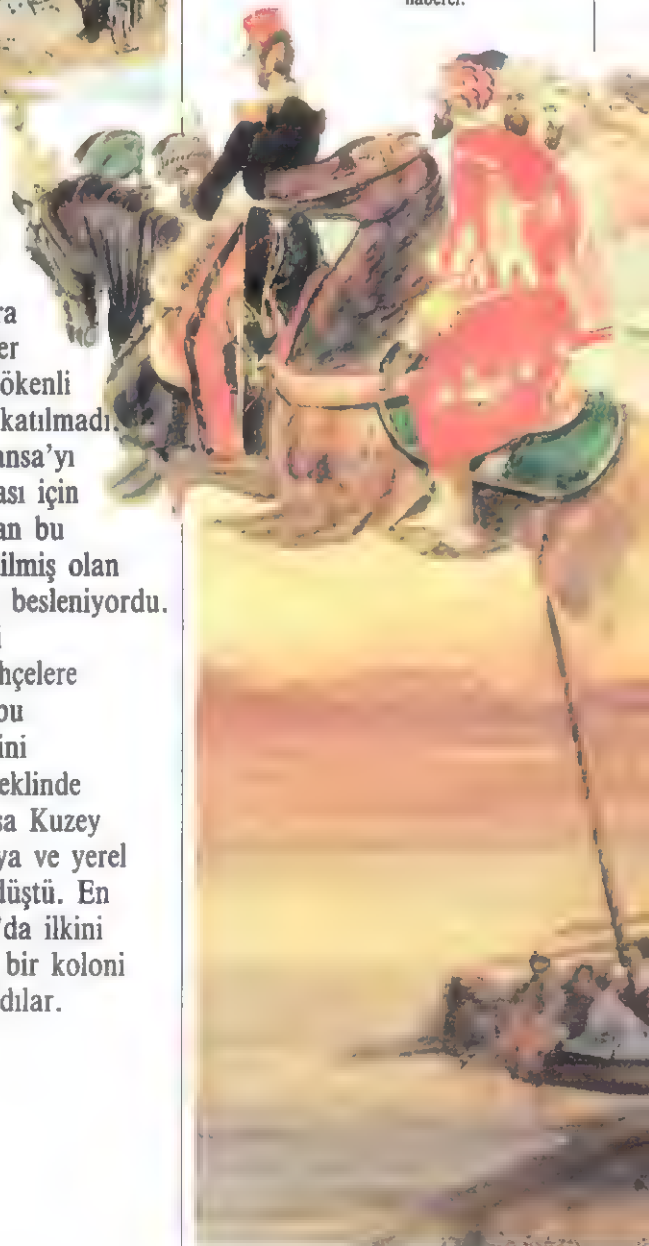 haberci.
ra
er
ökenli
katılmadı.
ansa'yı
ası için
an bu
ilmiş olan
besleniyordu.
i
hçelere
bu
ini
eklinde
sa Kuzey
ya ve yerel
lüştü. En
'da ilkini
bir koloni
dılar.